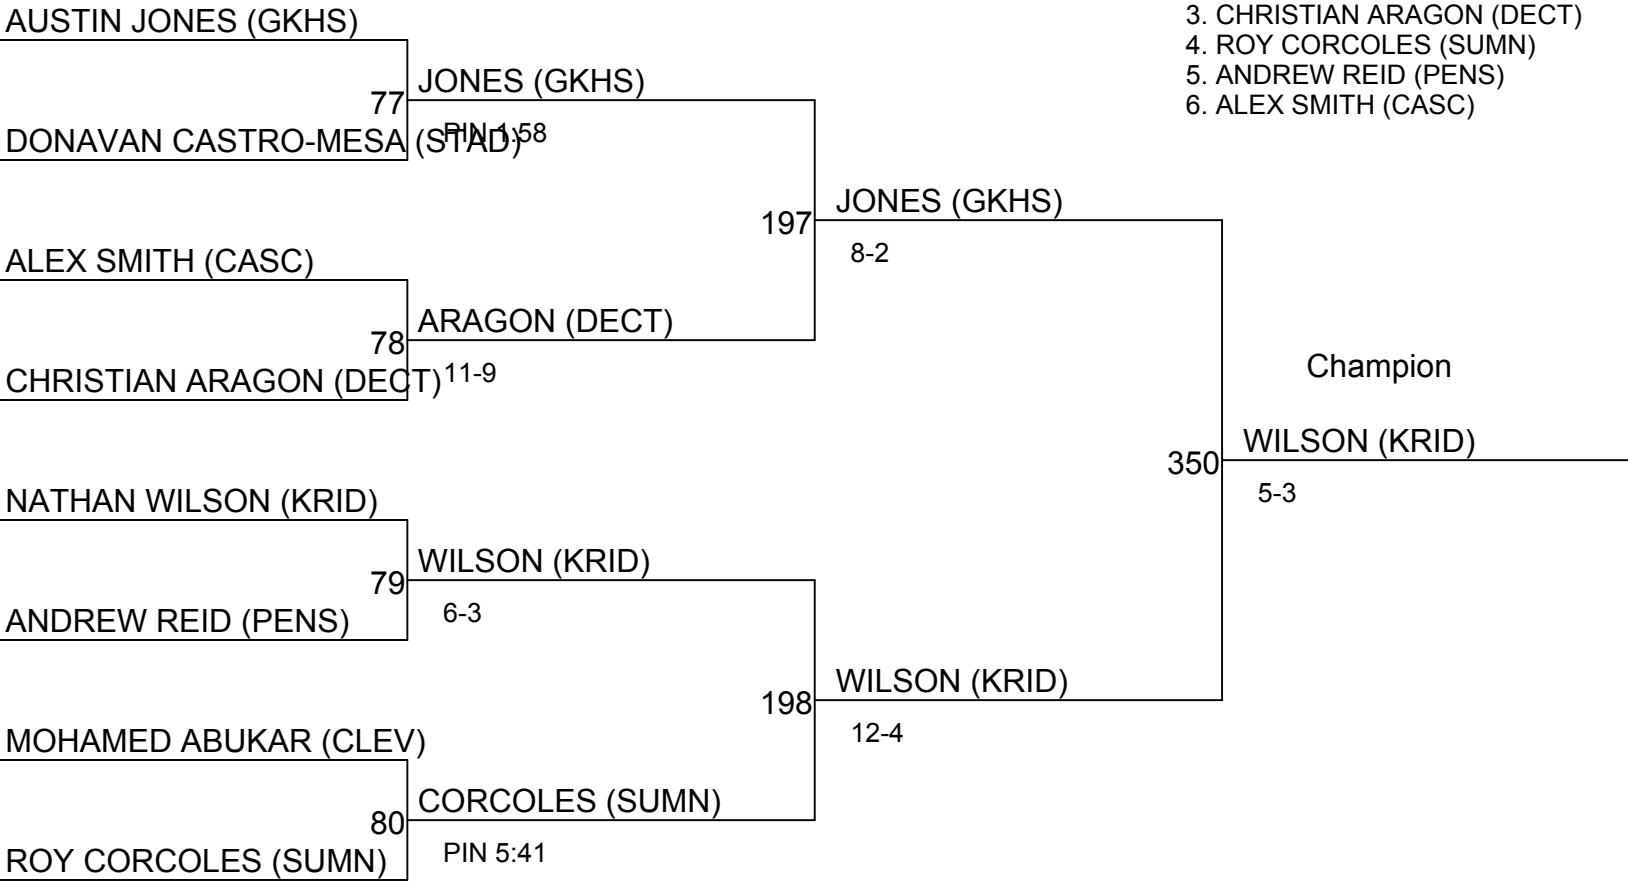 3. CHRISTIAN ARAGON (DECT)
4. ROY CORCOLES (SUMN)
5. ANDREW REID (PENS)
6. ALEX SMITH (CASC)
AUSTIN JONES (GKHS)
77
JONES (GKHS)
PIN 1:58
DONAVAN CASTRO-MESA (STAD)
197
JONES (GKHS)
8-2
ALEX SMITH (CASC)
78
ARAGON (DECT)
11-9
CHRISTIAN ARAGON (DECT)
Champion
350
WILSON (KRID)
5-3
NATHAN WILSON (KRID)
79
WILSON (KRID)
6-3
ANDREW REID (PENS)
198
WILSON (KRID)
12-4
MOHAMED ABUKAR (CLEV)
80
CORCOLES (SUMN)
PIN 5:41
ROY CORCOLES (SUMN)